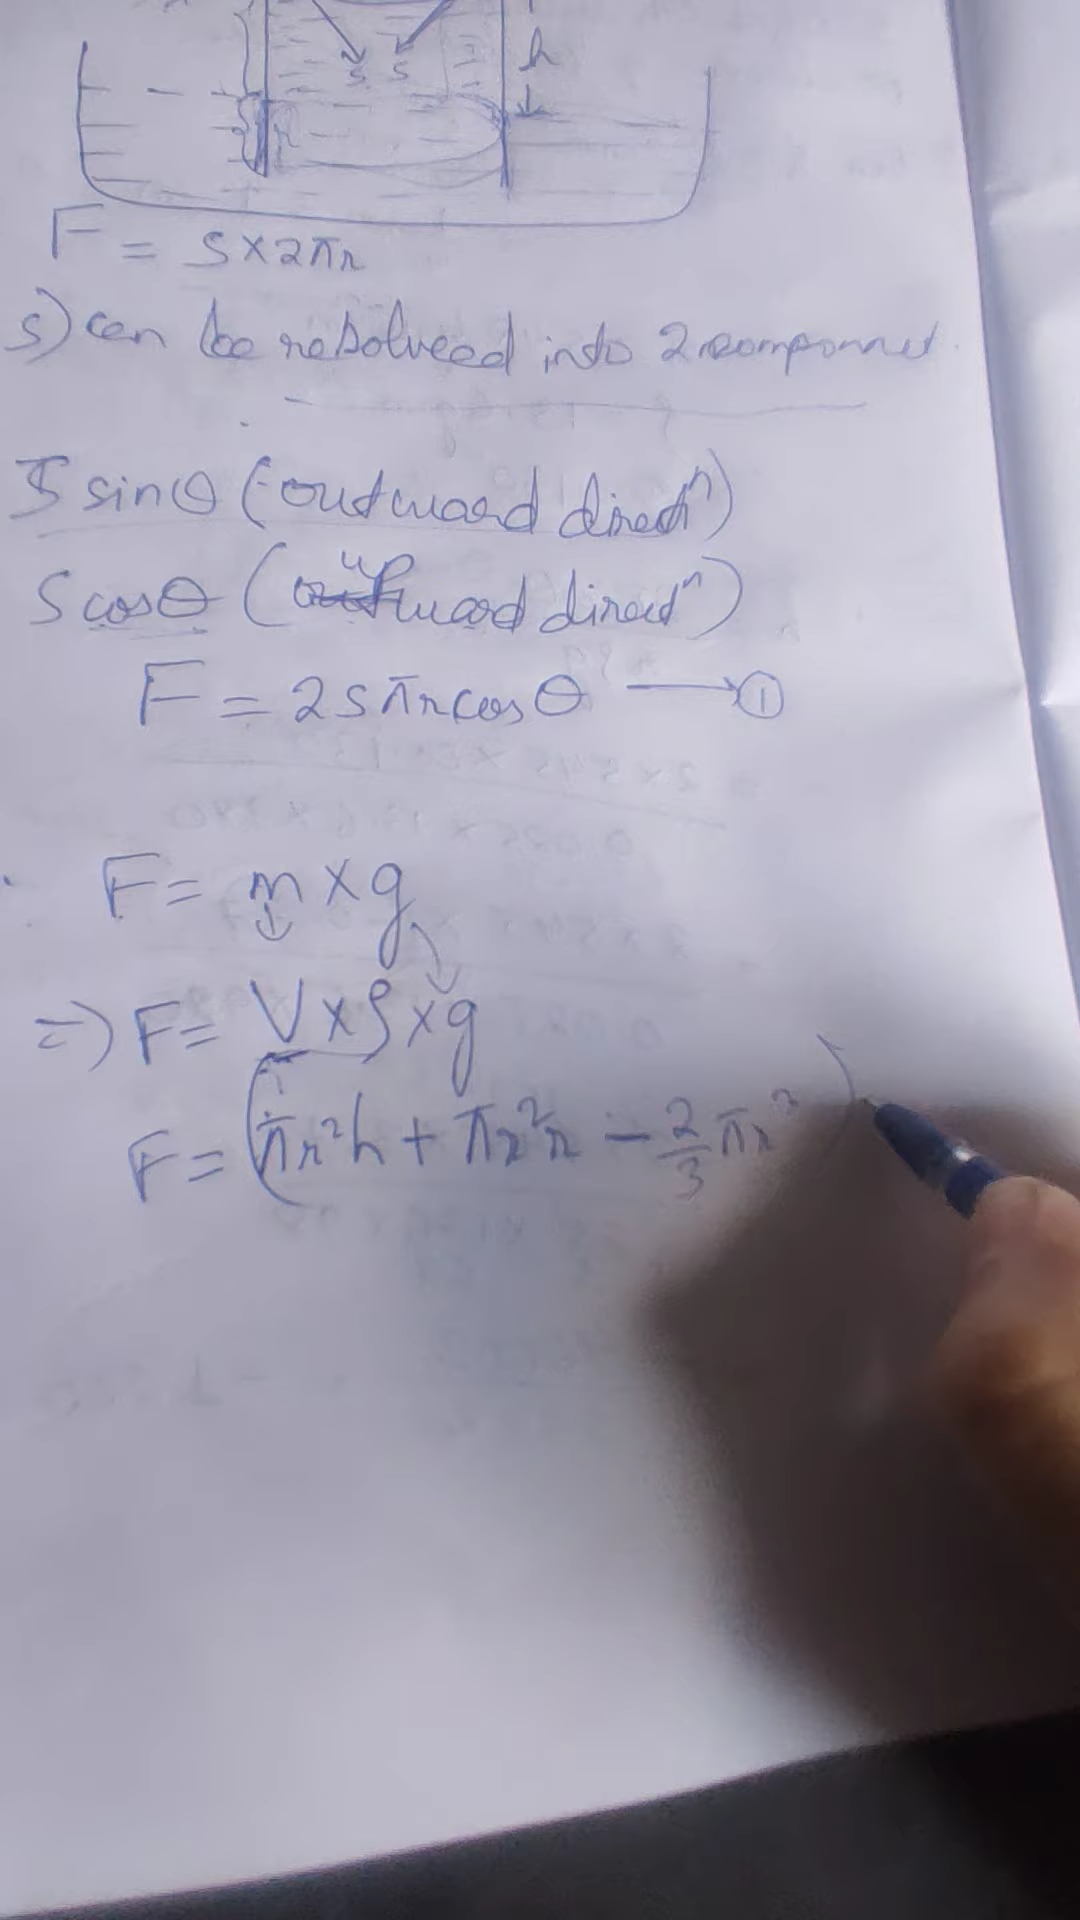 h
s s
r
F = S×2πr
s) can be resolveed into 2 component
S sinθ (outward directⁿ)
S cosθ (upward directⁿ)
F = 2sπr cosθ → ①
F = m×g
=) F = V×ρ×g
F = (πr²h + πr²r − 2/3 πr³)